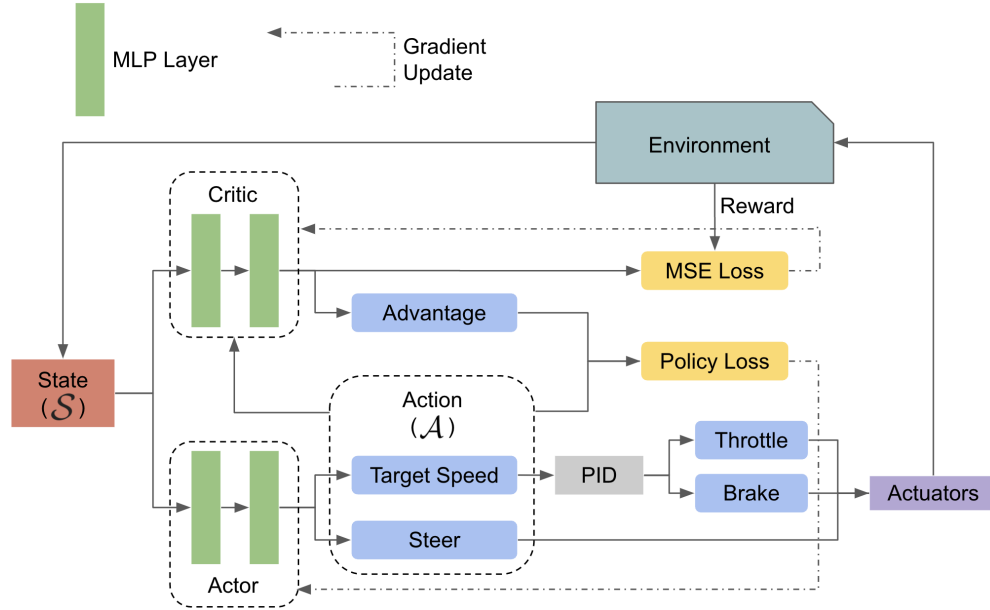 MLP Layer
Gradient
Update
Environment
Critic
Reward
MSE Loss
Advantage
Policy Loss
State
(𝒮)
Action
(𝒜)
Throttle
Target Speed
PID
Brake
Actuators
Steer
Actor